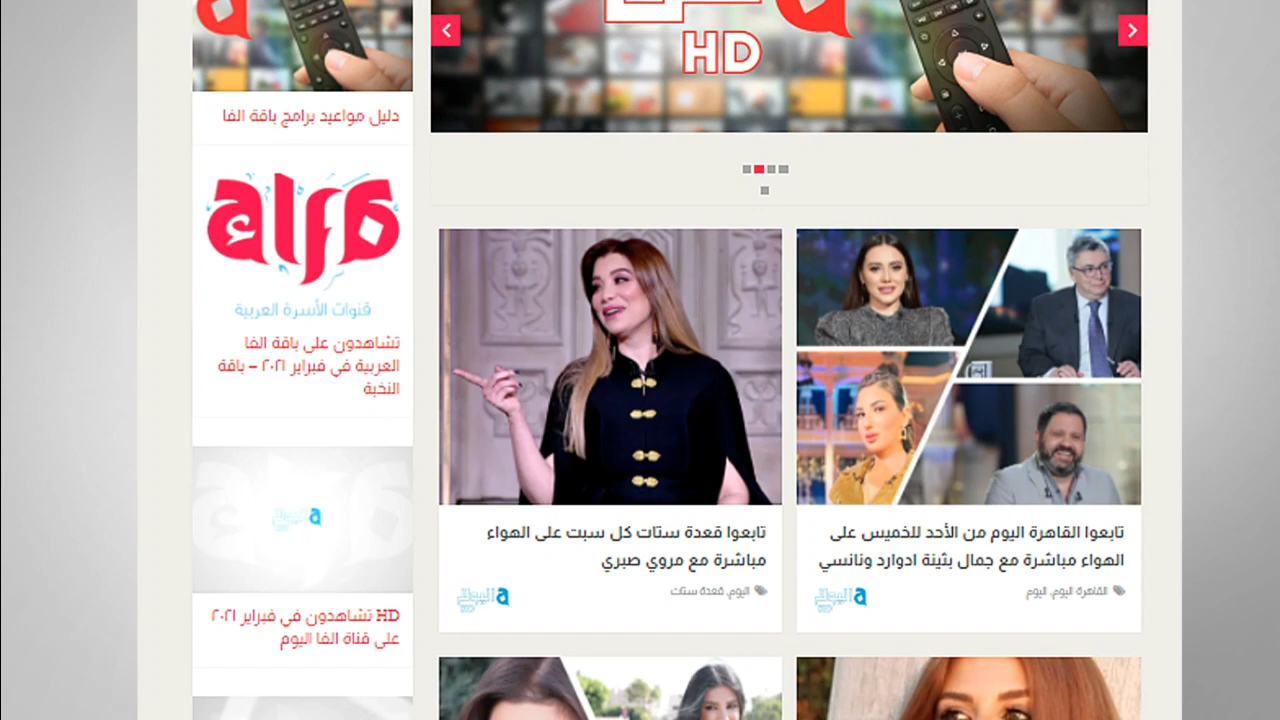 HD
دليل مواعيد برامج باقة الفا
alfa
قنوات الأسرة العربية
تشاهدون على باقة الفا
العربية في فبراير ٢٠٢١ – باقة
النخبة
تابعوا القاهرة اليوم من الأحد للخميس على
الهواء مباشرة مع جمال بثينة ادوارد ونانسي
القاهرة اليوم, اليوم
اليوم
تابعوا قعدة ستات كل سبت على الهواء
مباشرة مع مروي صبري
اليوم, قعدة ستات
اليوم
HD تشاهدون في فبراير ٢٠٢١
على قناة الفا اليوم